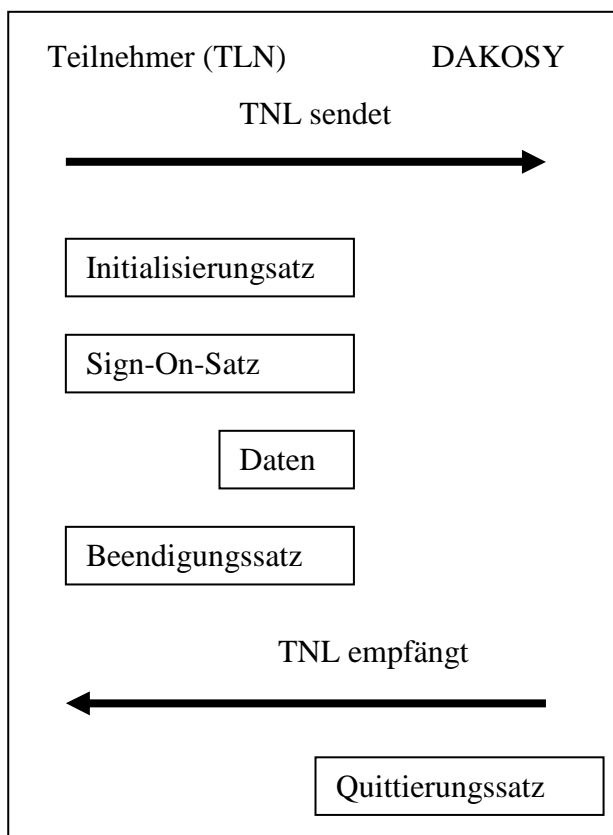 Teilnehmer (TLN) DAKOSY
TNL sendet
Initialisierungsatz
Sign-On-Satz
Daten
Beendigungssatz
TNL empfängt
Quittierungssatz